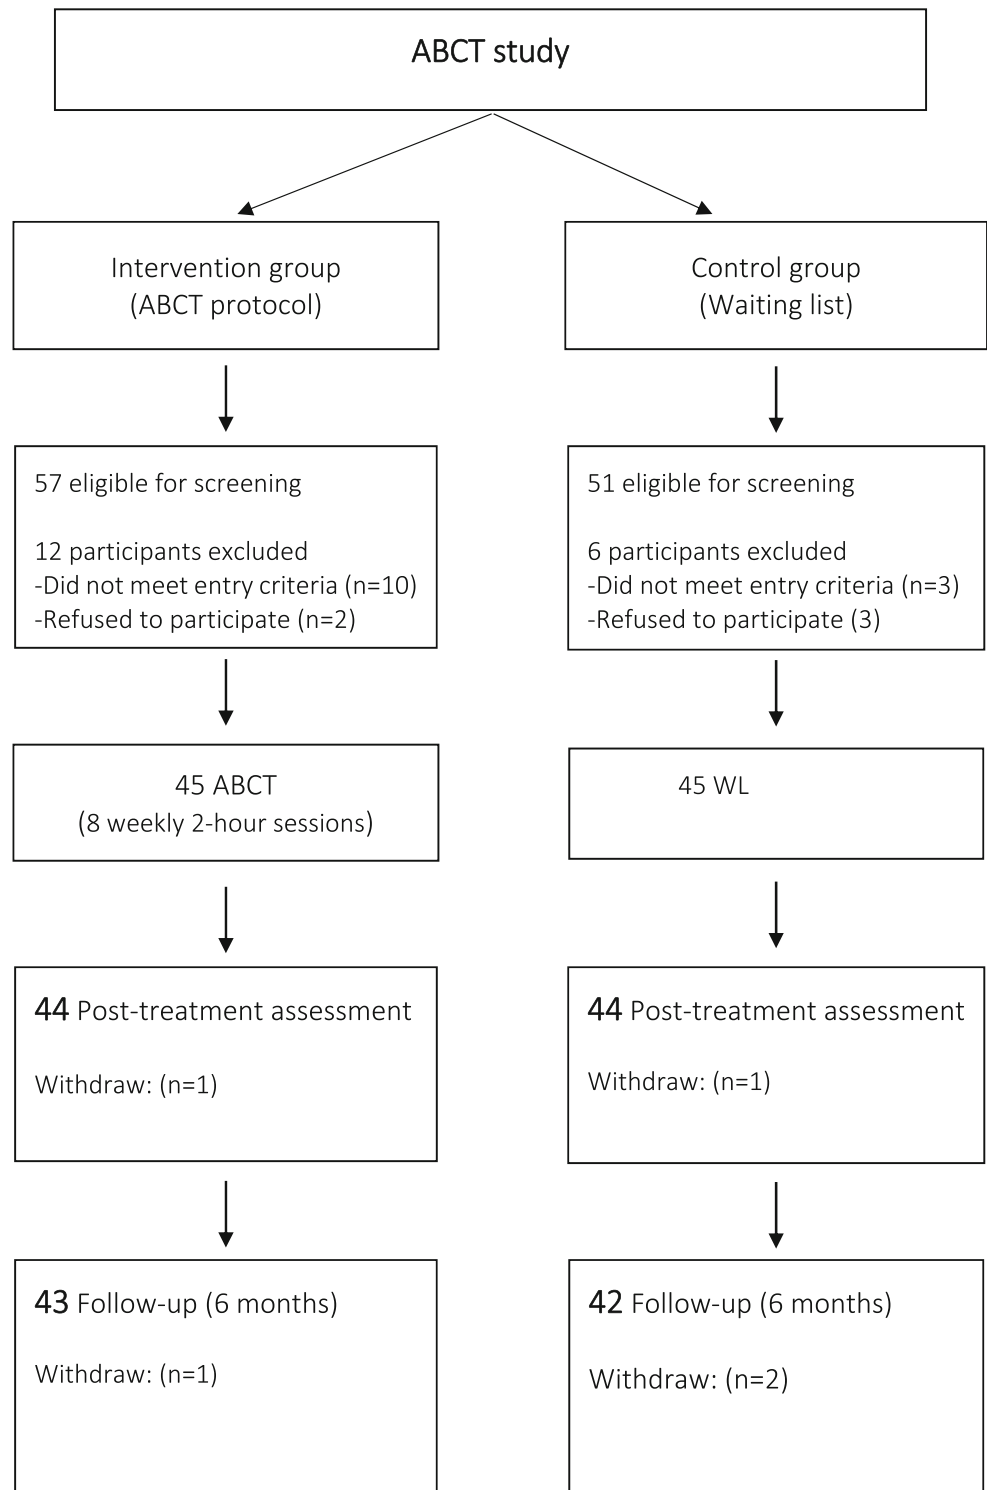 ABCT study
Intervention group
(ABCT protocol)
Control group
(Waiting list)
57 eligible for screening
12 participants excluded
-Did not meet entry criteria (n=10)
-Refused to participate (n=2)
51 eligible for screening
6 participants excluded
-Did not meet entry criteria (n=3)
-Refused to participate (3)
45 ABCT
(8 weekly 2-hour sessions)
45 WL
44 Post-treatment assessment
Withdraw: (n=1)
44 Post-treatment assessment
Withdraw: (n=1)
43 Follow-up (6 months)
Withdraw: (n=1)
42 Follow-up (6 months)
Withdraw: (n=2)